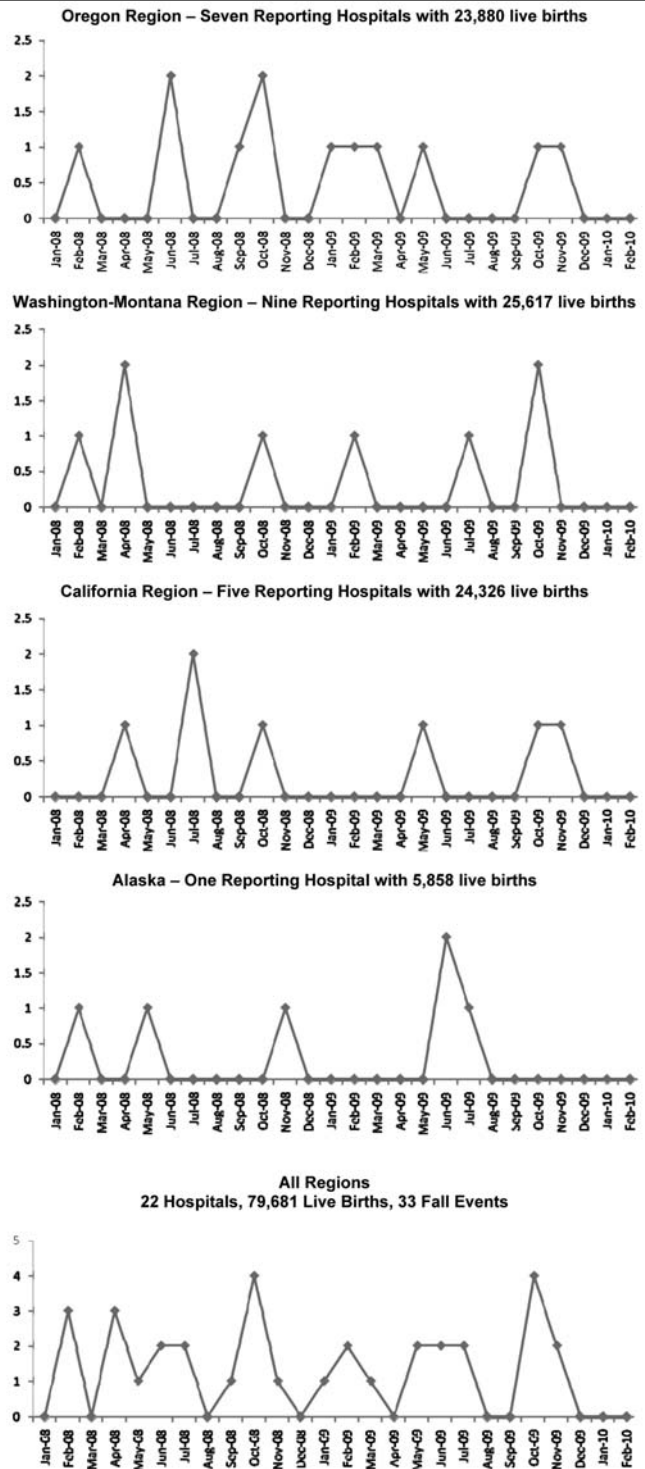 Oregon Region – Seven Reporting Hospitals with 23,880 live births
2.5
2
1.5
1
0.5
0
Jan-08 Feb-08 Mar-08 Apr-08 May-08 Jun-08 Jul-08 Aug-08 Sep-08 Oct-08 Nov-08 Dec-08 Jan-09 Feb-09 Mar-09 Apr-09 May-09 Jun-09 Jul-09 Aug-09 Sep-09 Oct-09 Nov-09 Dec-09 Jan-10 Feb-10
Washington-Montana Region – Nine Reporting Hospitals with 25,617 live births
2.5
2
1.5
1
0.5
0
Jan-08 Feb-08 Mar-08 Apr-08 May-08 Jun-08 Jul-08 Aug-08 Sep-08 Oct-08 Nov-08 Dec-08 Jan-09 Feb-09 Mar-09 Apr-09 May-09 Jun-09 Jul-09 Aug-09 Sep-09 Oct-09 Nov-09 Dec-09 Jan-10 Feb-10
California Region – Five Reporting Hospitals with 24,326 live births
2.5
2
1.5
1
0.5
0
Jan-08 Feb-08 Mar-08 Apr-08 May-08 Jun-08 Jul-08 Aug-08 Sep-08 Oct-08 Nov-08 Dec-08 Jan-09 Feb-09 Mar-09 Apr-09 May-09 Jun-09 Jul-09 Aug-09 Sep-09 Oct-09 Nov-09 Dec-09 Jan-10 Feb-10
Alaska – One Reporting Hospital with 5,858 live births
2.5
2
1.5
1
0.5
0
Jan-08 Feb-08 Mar-08 Apr-08 May-08 Jun-08 Jul-08 Aug-08 Sep-08 Oct-08 Nov-08 Dec-08 Jan-09 Feb-09 Mar-09 Apr-09 May-09 Jun-09 Jul-09 Aug-09 Sep-09 Oct-09 Nov-09 Dec-09 Jan-10 Feb-10
All Regions
22 Hospitals, 79,681 Live Births, 33 Fall Events
5
4
3
2
1
0
Jan-08 Feb-08 Mar-08 Apr-08 May-08 Jun-08 Jul-08 Aug-08 Sep-08 Oct-08 Nov-08 Dec-08 Jan-09 Feb-09 Mar-09 Apr-09 May-09 Jun-09 Jul-09 Aug-09 Sep-09 Oct-09 Nov-09 Dec-09 Jan-10 Feb-10